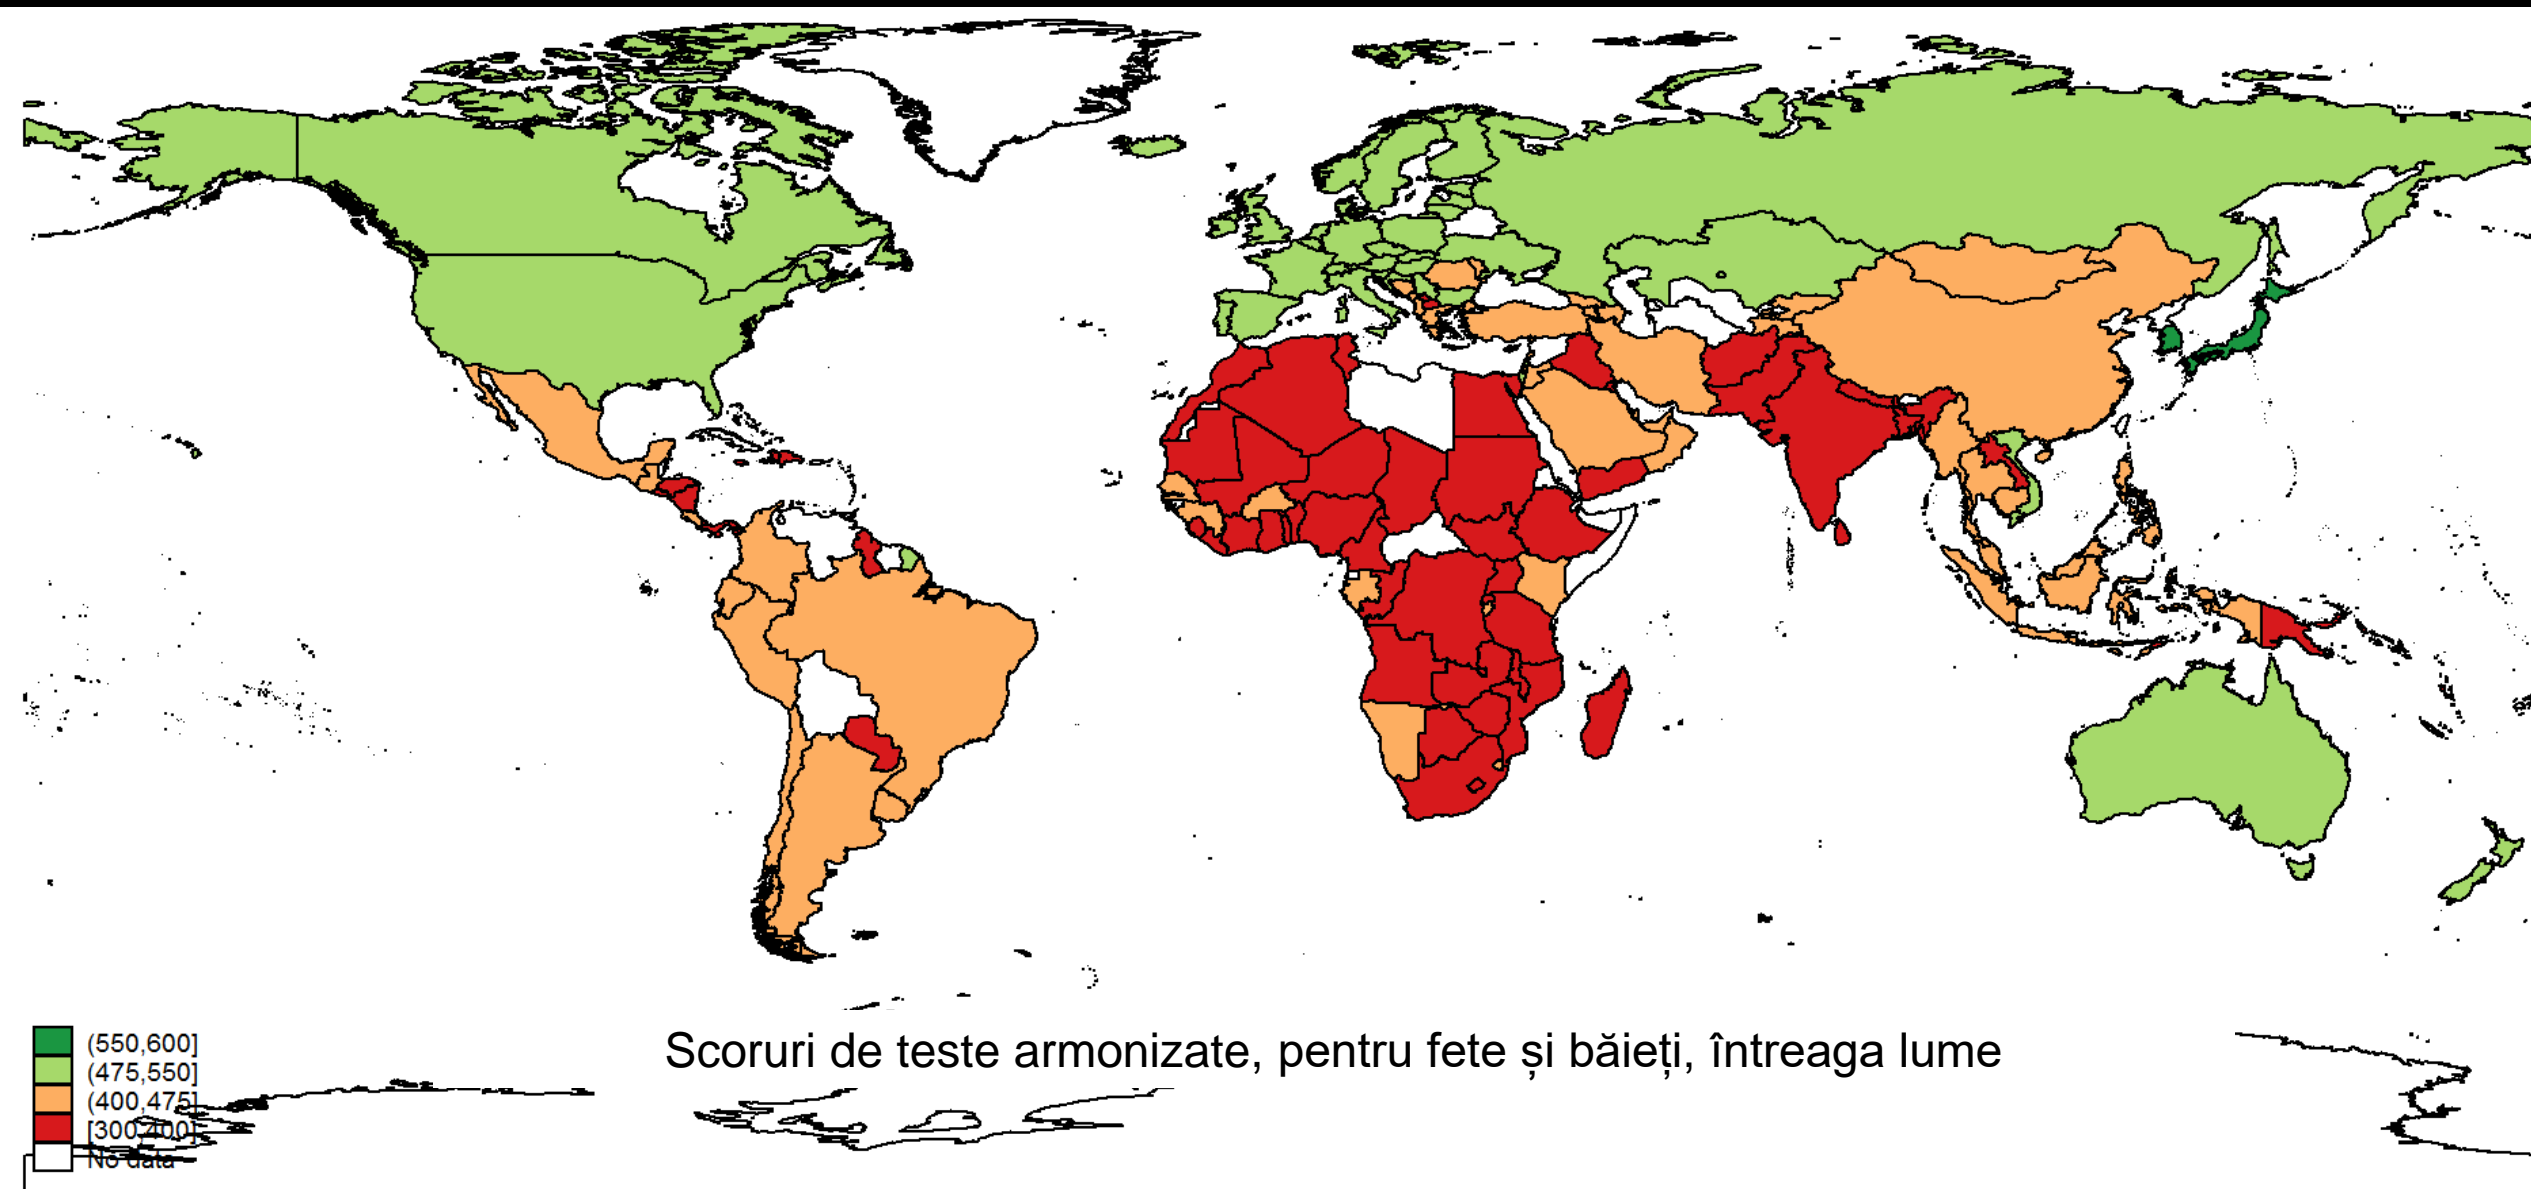 (550,600]
(475,550]
(400,475]
[300,400]
No data
Scoruri de teste armonizate, pentru fete și băieți, întreaga lume